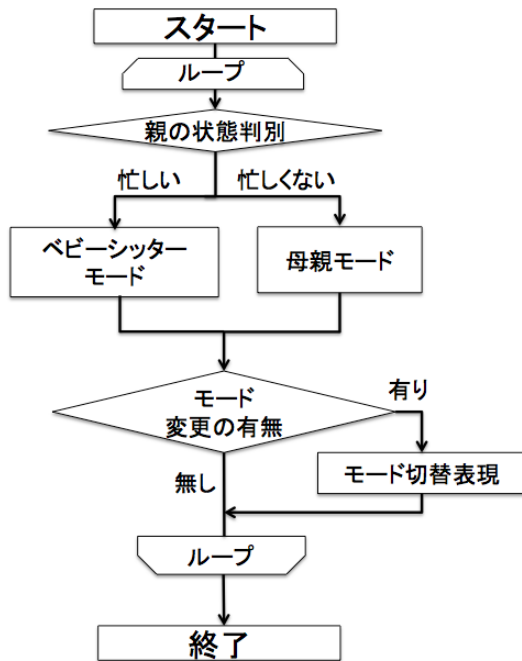 スタート
ループ
親の状態判別
忙しい
忙しくない
ベビーシッター
モード
母親モード
モード
変更の有無
有り
無し
モード切替表現
ループ
終了